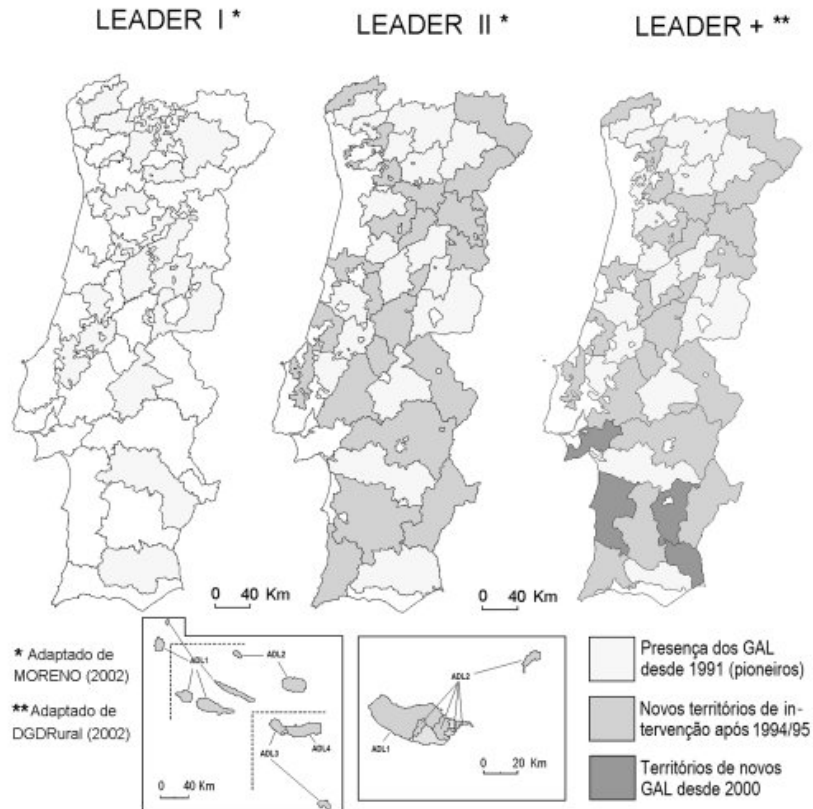 LEADER I *
LEADER II *
LEADER + **
0 40 Km
0 40 Km
* Adaptado de
MORENO (2002)
** Adaptado de
DGDRural (2002)
ADL1
ADL2
ADL3
ADL4
0 40 Km
ADL2
ADL1
0 20 Km
Presença dos GAL
desde 1991 (pioneiros)
Novos territórios de in-
tervenção após 1994/95
Territórios de novos
GAL desde 2000